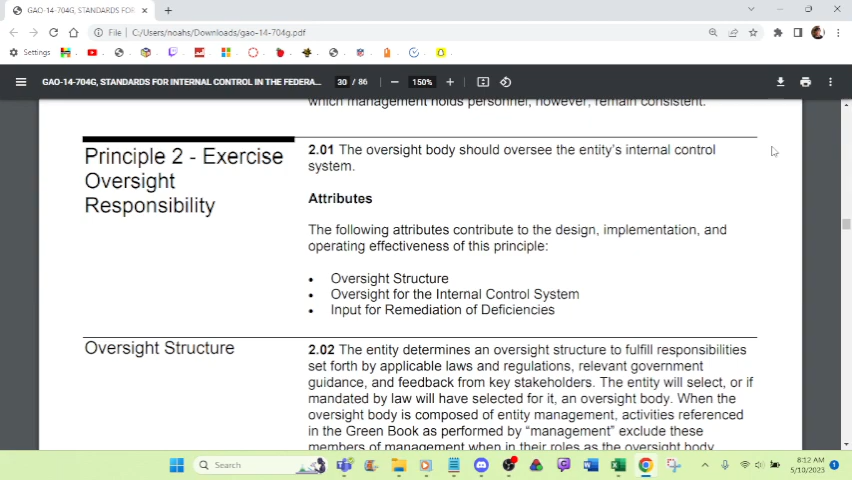 GAO-14-704G, STANDARDS FOR
File
C:/Users/noahs/Downloads/gao-14-704g.pdf
Settings
GAO-14-704G, STANDARDS FOR INTERNAL CONTROL IN THE FEDERA...
30 / 86
150%
which management holds personnel, however, remain consistent.
Principle 2 - Exercise
Oversight
Responsibility
2.01 The oversight body should oversee the entity's internal control
system.
Attributes
The following attributes contribute to the design, implementation, and
operating effectiveness of this principle:
• Oversight Structure
• Oversight for the Internal Control System
• Input for Remediation of Deficiencies
Oversight Structure
2.02 The entity determines an oversight structure to fulfill responsibilities
set forth by applicable laws and regulations, relevant government
guidance, and feedback from key stakeholders. The entity will select, or if
mandated by law will have selected for it, an oversight body. When the
oversight body is composed of entity management, activities referenced
in the Green Book as performed by "management" exclude these
members of management when in their roles as the oversight body
Search
8:12 AM
5/10/2023